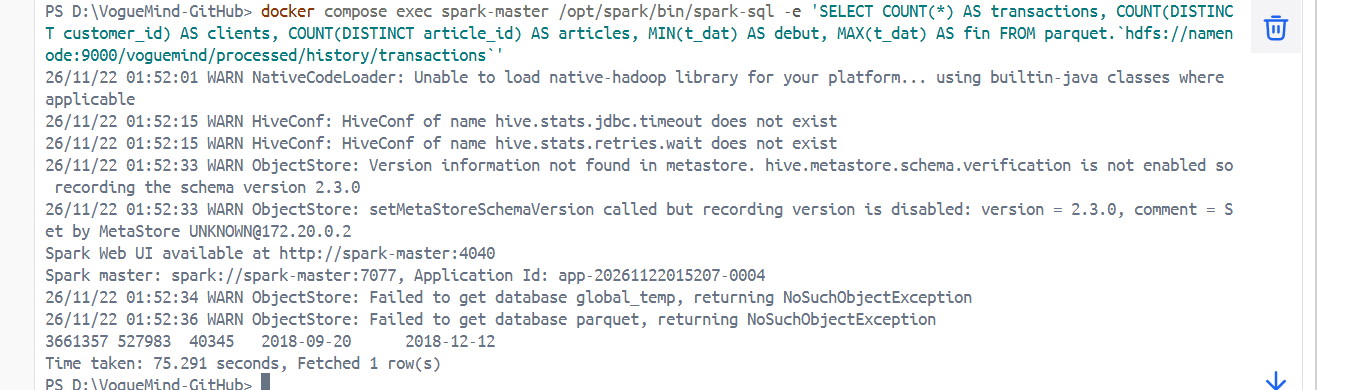 PS D:\VogueMind-GitHub> docker compose exec spark-master /opt/spark/bin/spark-sql -e 'SELECT COUNT(*) AS transactions, COUNT(DISTINC
T customer_id) AS clients, COUNT(DISTINCT article_id) AS articles, MIN(t_dat) AS debut, MAX(t_dat) AS fin FROM parquet.`hdfs://namen
ode:9000/voguemind/processed/history/transactions`'
26/11/22 01:52:01 WARN NativeCodeLoader: Unable to load native-hadoop library for your platform... using builtin-java classes where
applicable
26/11/22 01:52:15 WARN HiveConf: HiveConf of name hive.stats.jdbc.timeout does not exist
26/11/22 01:52:15 WARN HiveConf: HiveConf of name hive.stats.retries.wait does not exist
26/11/22 01:52:33 WARN ObjectStore: Version information not found in metastore. hive.metastore.schema.verification is not enabled so
 recording the schema version 2.3.0
26/11/22 01:52:33 WARN ObjectStore: setMetaStoreSchemaVersion called but recording version is disabled: version = 2.3.0, comment = S
et by MetaStore UNKNOWN@172.20.0.2
Spark Web UI available at http://spark-master:4040
Spark master: spark://spark-master:7077, Application Id: app-20261122015207-0004
26/11/22 01:52:34 WARN ObjectStore: Failed to get database global_temp, returning NoSuchObjectException
26/11/22 01:52:36 WARN ObjectStore: Failed to get database parquet, returning NoSuchObjectException
3661357 527983  40345   2018-09-20      2018-12-12
Time taken: 75.291 seconds, Fetched 1 row(s)
PS D:\VogueMind-GitHub>